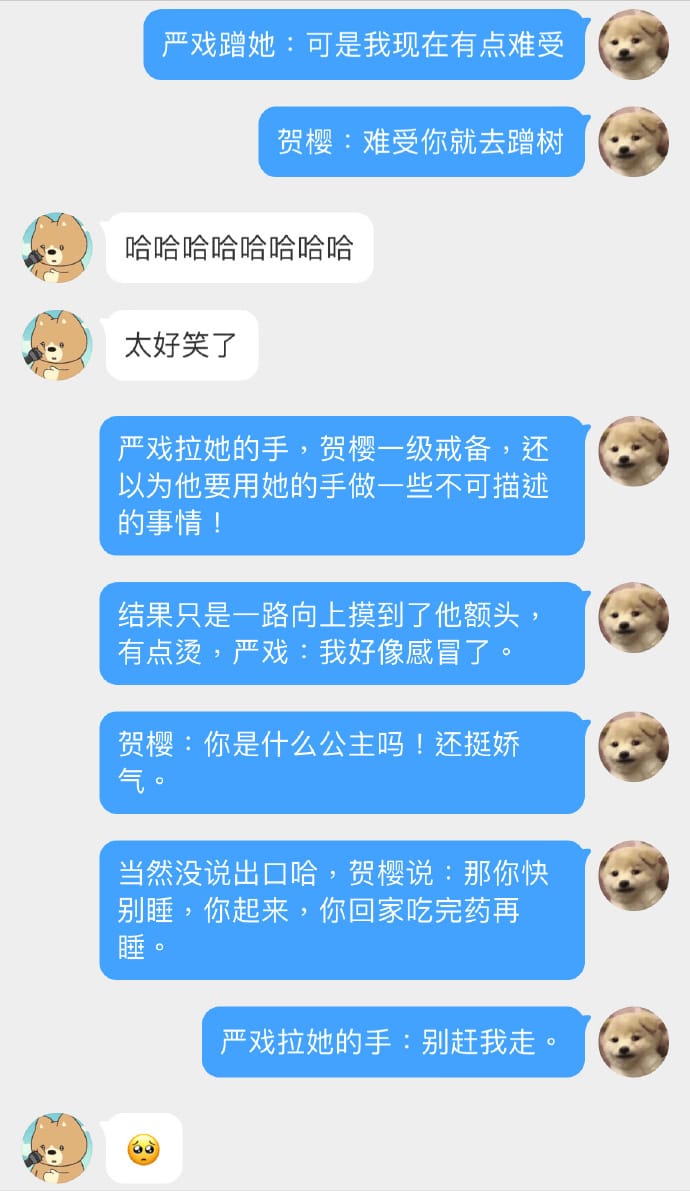 严戏蹭她：可是我现在有点难受
贺樱：难受你就去蹭树
哈哈哈哈哈哈哈哈
太好笑了
严戏拉她的手，贺樱一级戒备，还
以为他要用她的手做一些不可描述
的事情！
结果只是一路向上摸到了他额头，
有点烫，严戏：我好像感冒了。
贺樱：你是什么公主吗！还挺娇
气。
当然没说出口哈，贺樱说：那你快
别睡，你起来，你回家吃完药再
睡。
严戏拉她的手：别赶我走。
🥺